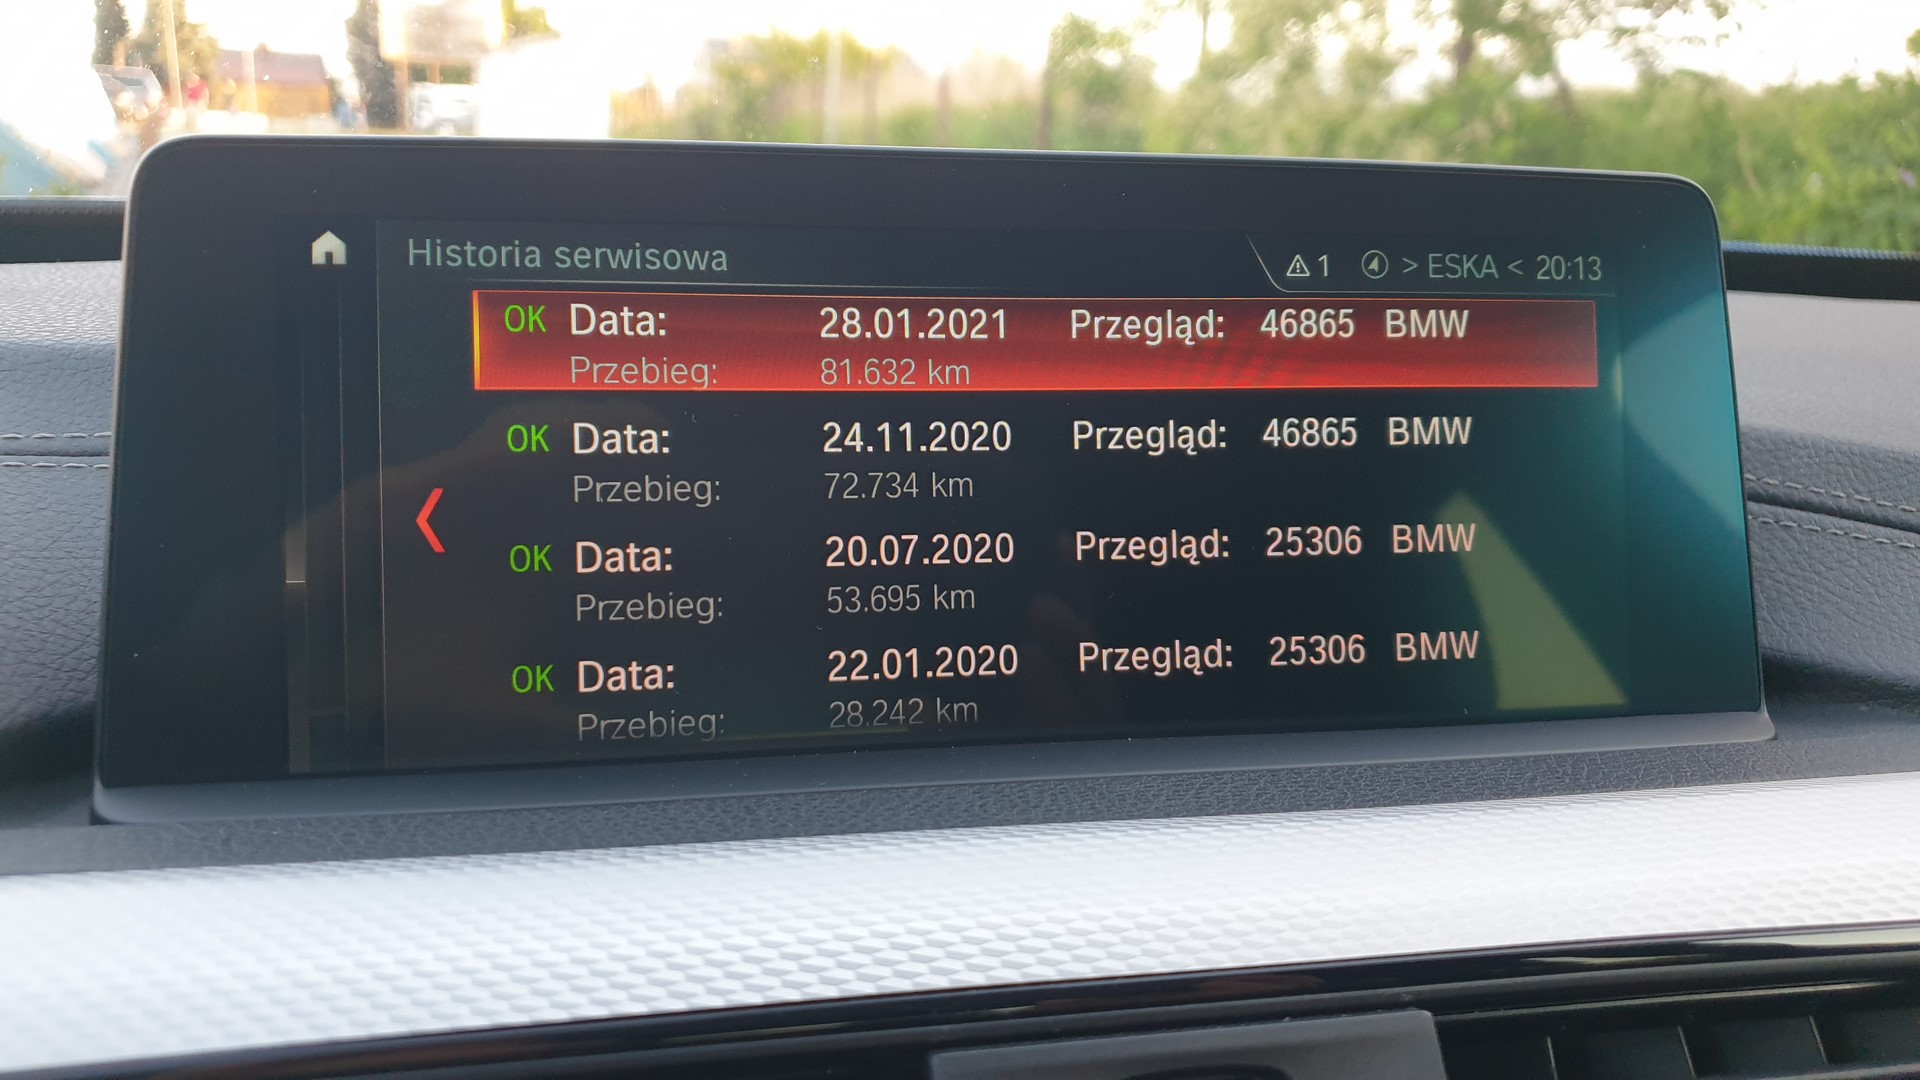 Historia serwisowa
1 > ESKA < 20:13
OK Data: 28.01.2021 Przegląd: 46865 BMW
Przebieg: 81.632 km
OK Data: 24.11.2020 Przegląd: 46865 BMW
Przebieg: 72.734 km
OK Data: 20.07.2020 Przegląd: 25306 BMW
Przebieg: 53.695 km
OK Data: 22.01.2020 Przegląd: 25306 BMW
Przebieg: 28.242 km